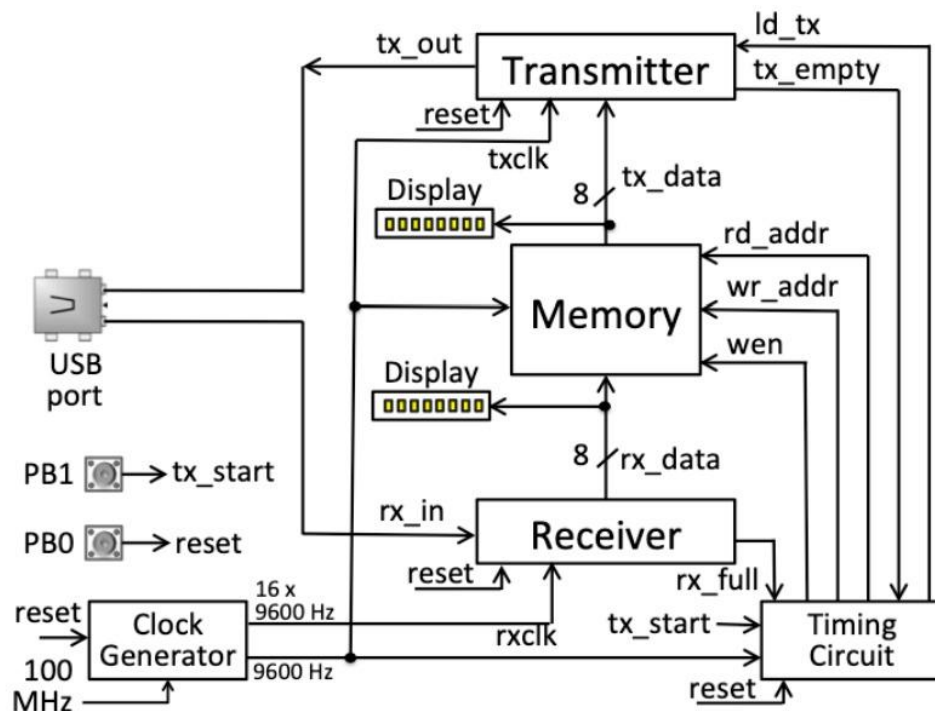 tx_out
ld_tx
Transmitter
tx_empty
reset
txclk
8
tx_data
Display
rd_addr
Memory
wr_addr
wen
USB
port
Display
8
rx_data
PB1
tx_start
rx_in
PB0
reset
Receiver
reset
rx_full
16 x
9600 Hz
rxclk
reset
Clock
Generator
tx_start
Timing
Circuit
100
MHz
9600 Hz
reset